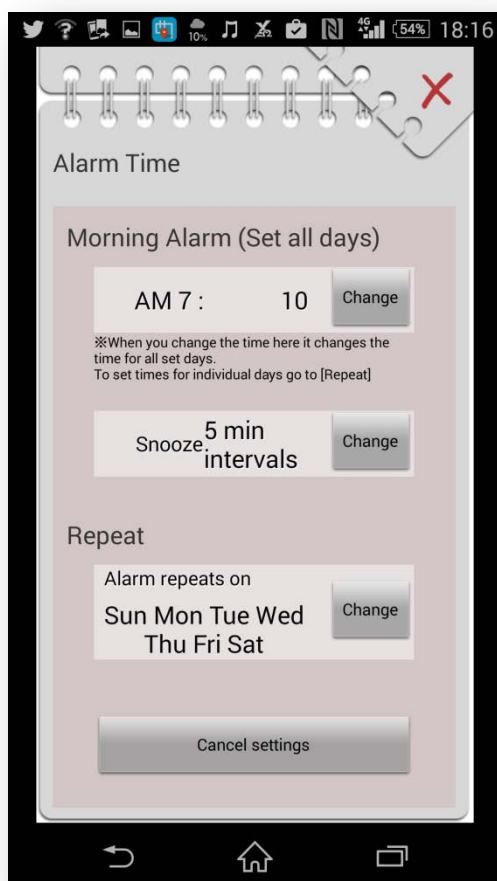 10%
4G
54%
18:16
Alarm Time
Morning Alarm (Set all days)
AM 7 : 10
Change
※When you change the time here it changes the
time for all set days.
To set times for individual days go to [Repeat]
Snooze
5 min
intervals
Change
Repeat
Alarm repeats on
Sun Mon Tue Wed
Thu Fri Sat
Change
Cancel settings